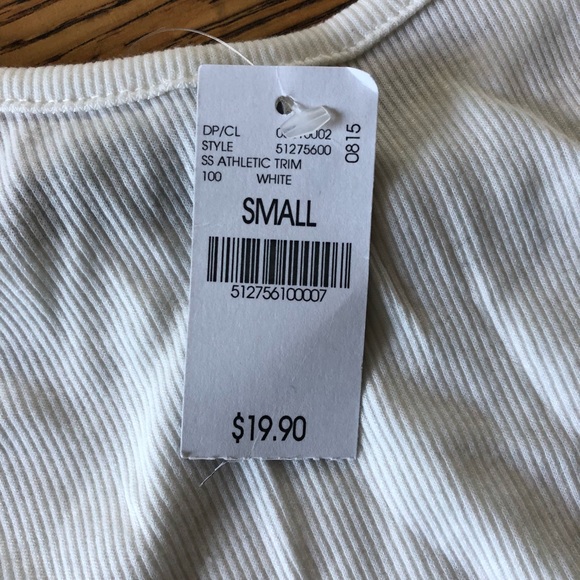 DP/CL
STYLE 51275600
SS ATHLETIC TRIM
100 WHITE
0815
SMALL
512756100007
$19.90